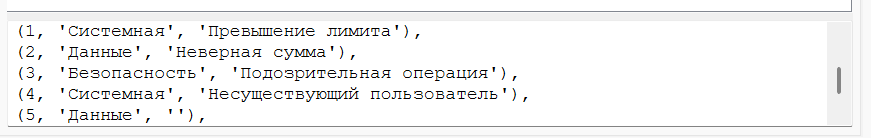 (1, 'Системная', 'Превышение лимита'),
(2, 'Данные', 'Неверная сумма'),
(3, 'Безопасность', 'Подозрительная операция'),
(4, 'Системная', 'Несуществующий пользователь'),
(5, 'Данные', ''),